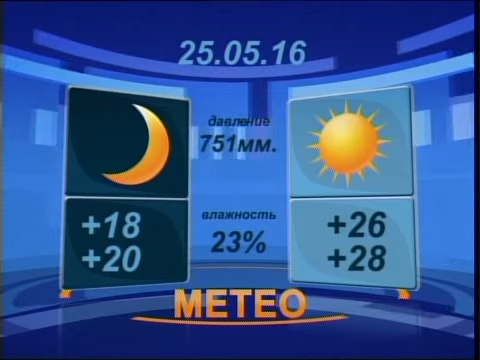 25.05.16
давление
751мм.
+18
+20
влажность
23%
+26
+28
МЕТЕО